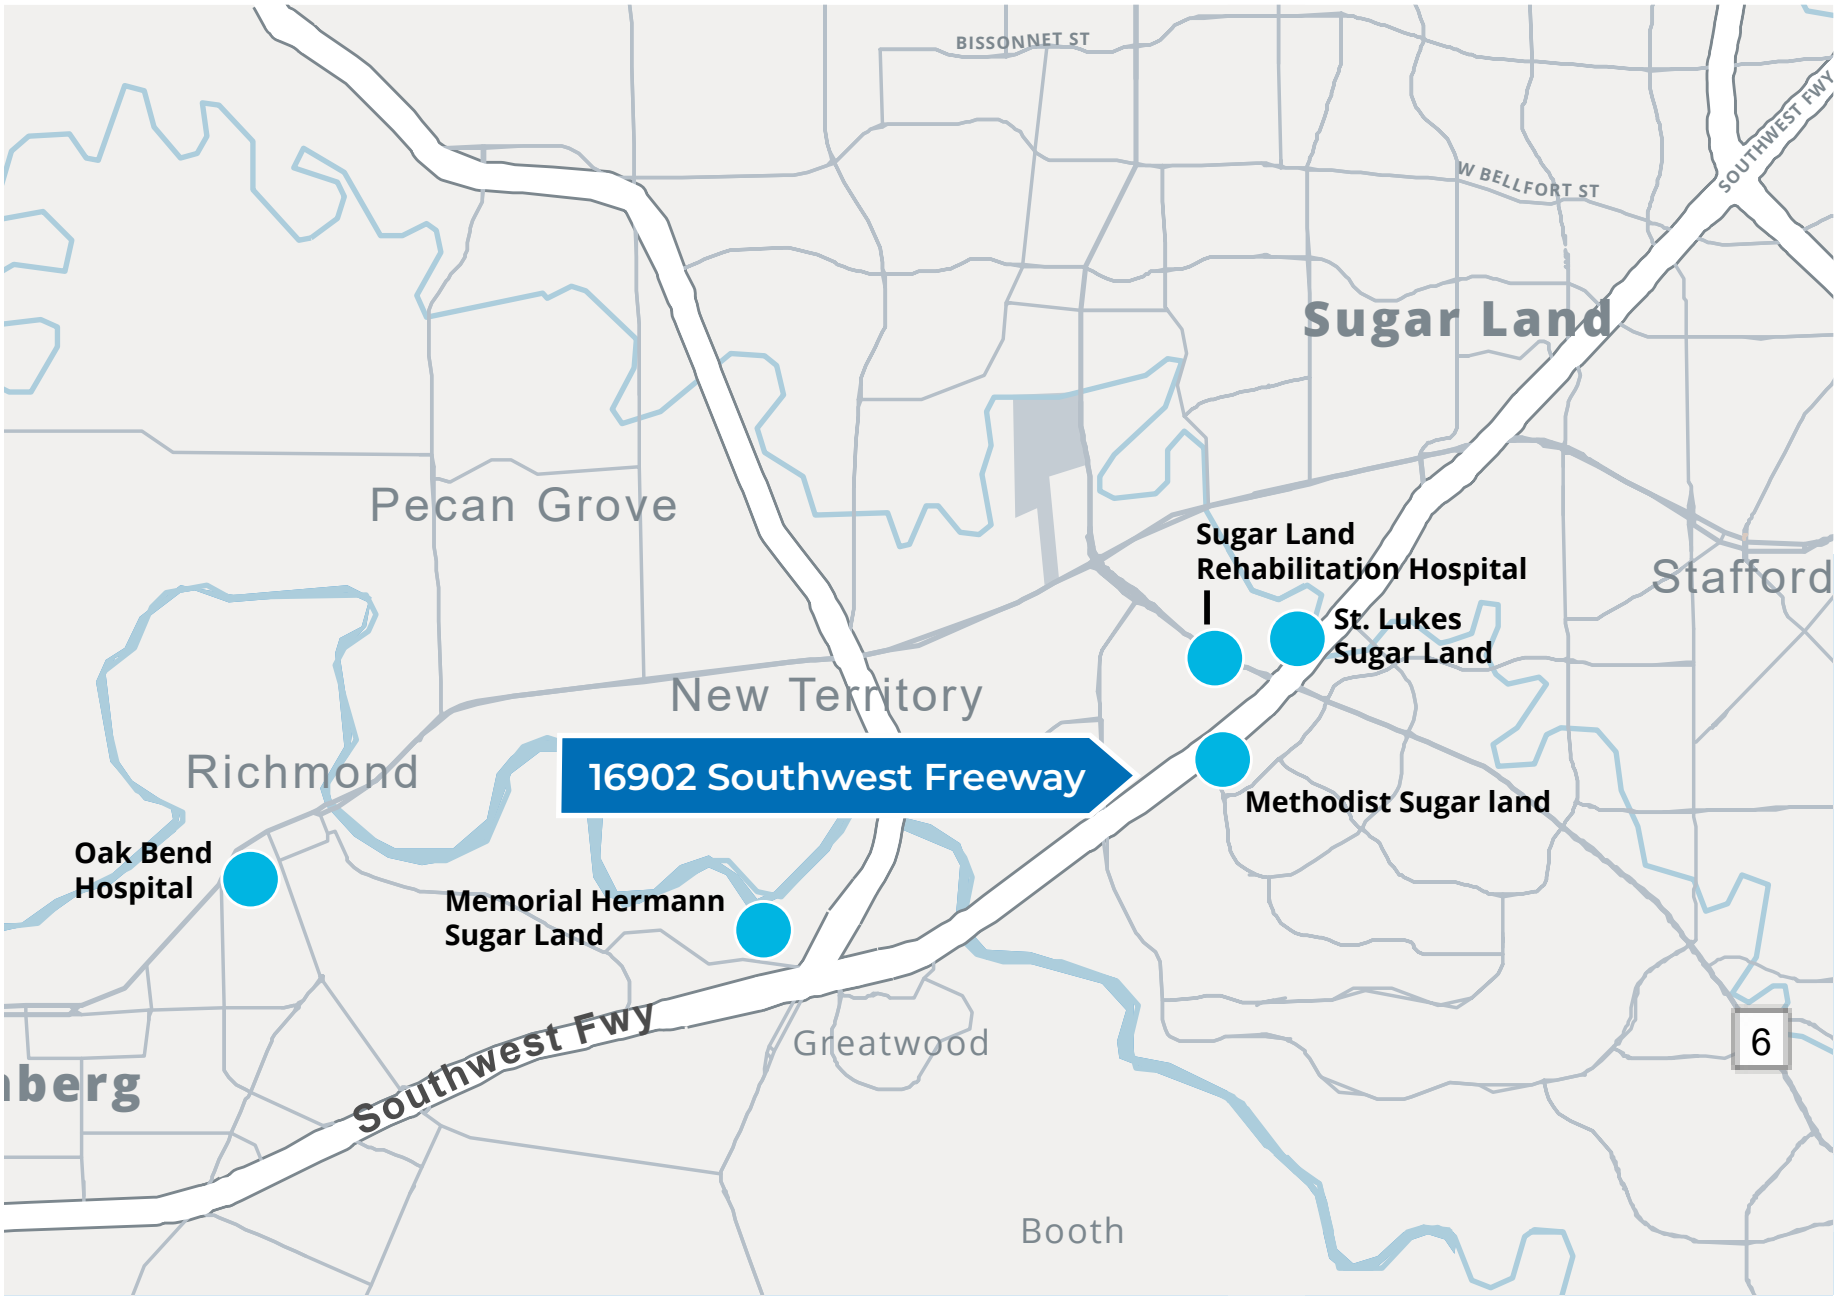 BISSONNET ST
SOUTHWEST FWY
W BELLFORT ST
Sugar Land
Pecan Grove
Sugar Land
Rehabilitation Hospital
Stafford
St. Lukes
Sugar Land
New Territory
Richmond
16902 Southwest Freeway
Methodist Sugar land
Oak Bend
Hospital
Memorial Hermann
Sugar Land
Southwest Fwy
Greatwood
6
berg
Booth